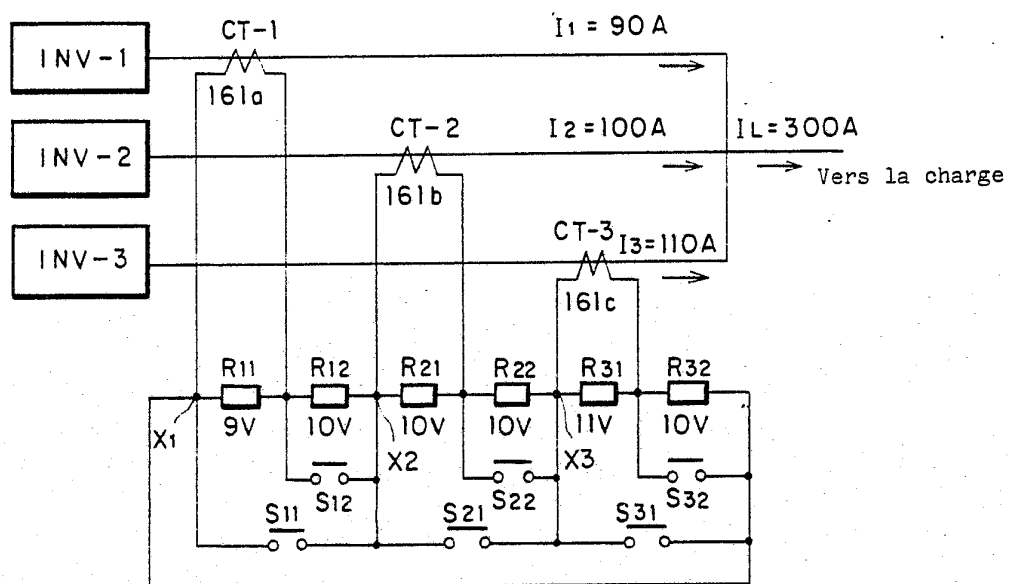 CT-1
I1=90A
INV-1
161a
CT-2
I2=100A
IL=300A
INV-2
161b
Vers la charge
CT-3
I3=110A
INV-3
161c
R11
R12
R21
R22
R31
R32
X1
9V
10V
X2
10V
10V
X3
11V
10V
S12
S22
S32
S11
S21
S31